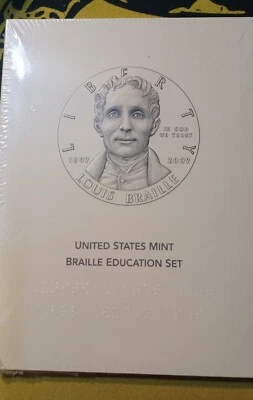 LIBERTY
IN GOD
WE TRUST
1809 2009
LOUIS BRAILLE
UNITED STATES MINT
BRAILLE EDUCATION SET